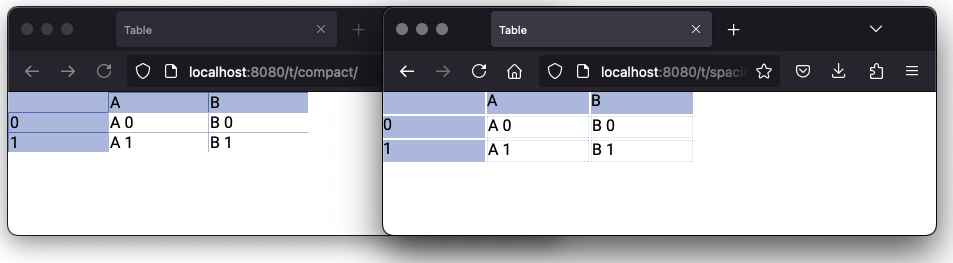 Table
localhost:8080/t/compact/
A B
0 A 0 B 0
1 A 1 B 1
Table
localhost:8080/t/spaci
A B
0 A 0 B 0
1 A 1 B 1